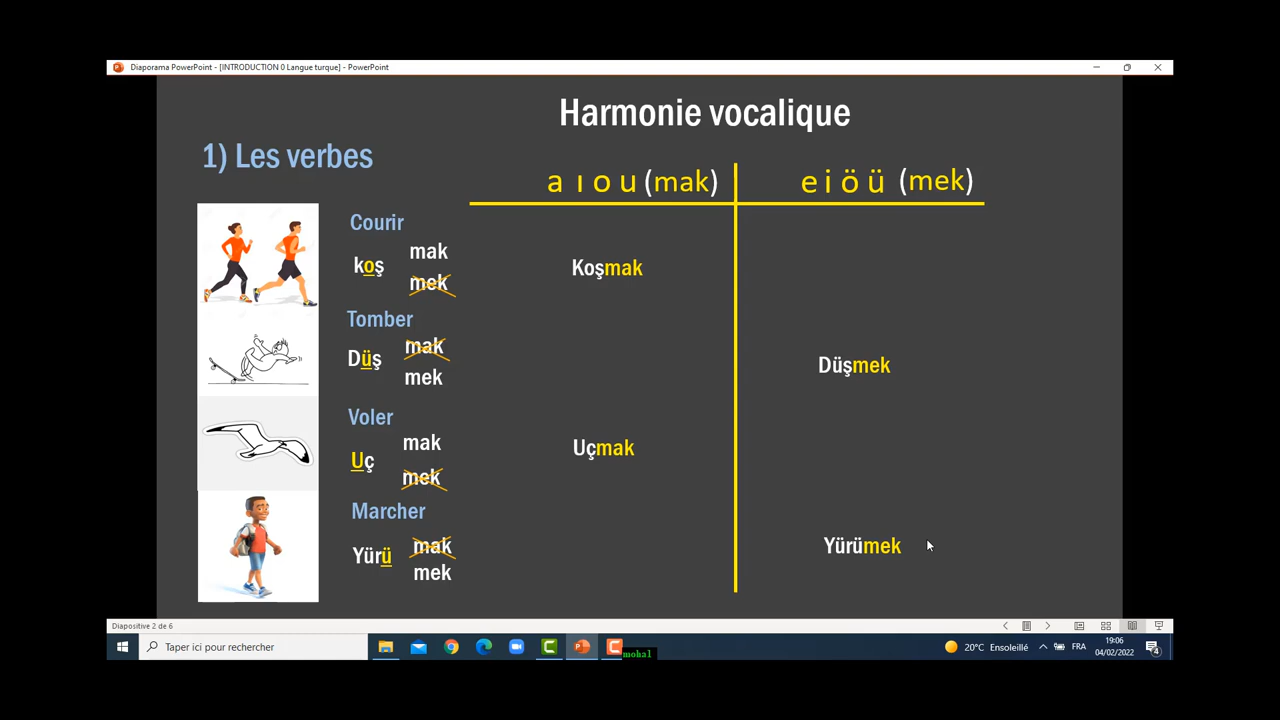 Diaporama PowerPoint - [INTRODUCTION 0 Langue turque] - PowerPoint
Harmonie vocalique
1) Les verbes
a ı o u (mak)
e i ö ü (mek)
Courir
koş
mak
mek
Koşmak
Tomber
Düş
mak
mek
Düşmek
Voler
Uç
mak
mek
Uçmak
Marcher
Yürü
mak
mek
Yürümek
Diapositive 2 de 6
Taper ici pour rechercher
moha1
20°C Ensoleillé
FRA
19:06
04/02/2022
4